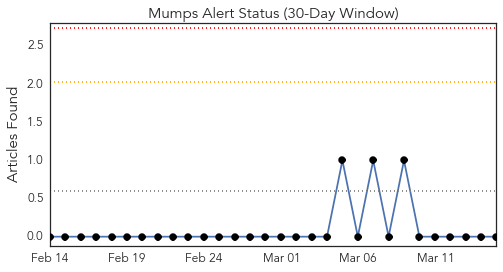 Mumps Alert Status (30-Day Window)
Articles Found
2.5
2.0
1.5
1.0
0.5
0.0
Feb 14 Feb 19 Feb 24 Mar 01 Mar 06 Mar 11